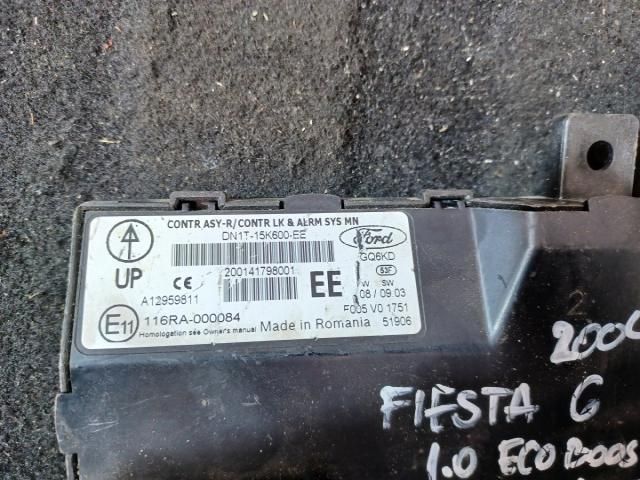 CONTR ASY-R/CONTR LK & ALRM SYS MN
DN1T-15K600-EE
Ford
GQ6KD
UP
200141798001
53F
CE
EE
HW SW
08 / 09.03
A12959811
F005 V0 1751
E11
116RA-000084
Made in Romania
51906
Homologation see Owner's manual
2
FIESTA 6
1.0 ECO